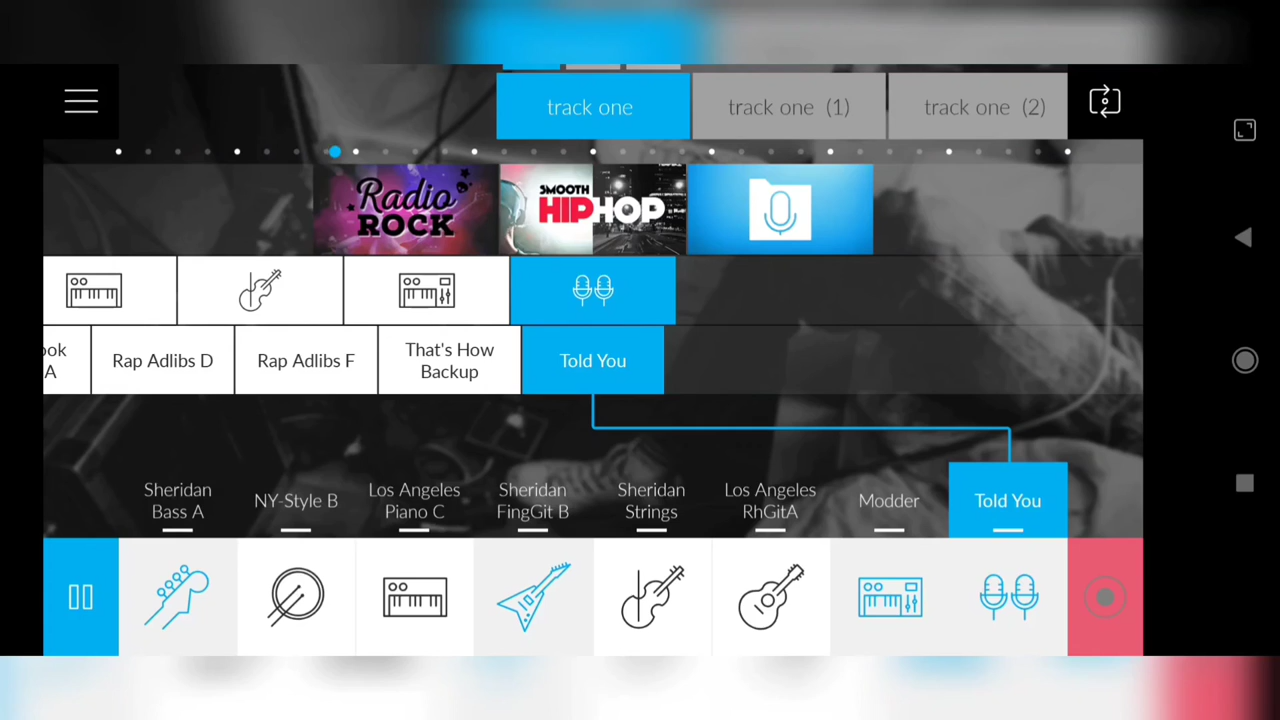 track one
track one (1)
track one (2)
Radio
ROCK
SMOOTH
HIPHOP
ook
A
Rap Adlibs D
Rap Adlibs F
That's How
Backup
Told You
Sheridan
Bass A
NY-Style B
Los Angeles
Piano C
Sheridan
FingGit B
Sheridan
Strings
Los Angeles
RhGitA
Modder
Told You